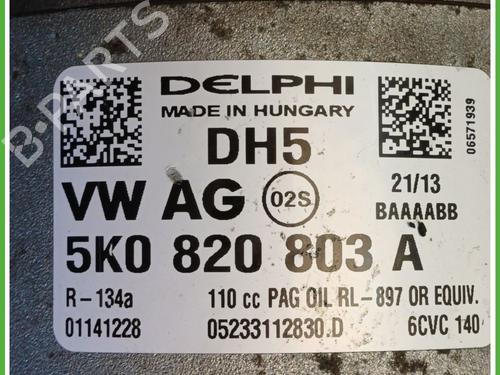 B-PARTS
DELPHI
MADE IN HUNGARY
DH5
06571939
VW AG 02S 21/13
BAAAABB
5K0 820 803 A
R-134a 110 cc PAG OIL RL-897 OR EQUIV.
01141228 05233112830.D 6CVC 140